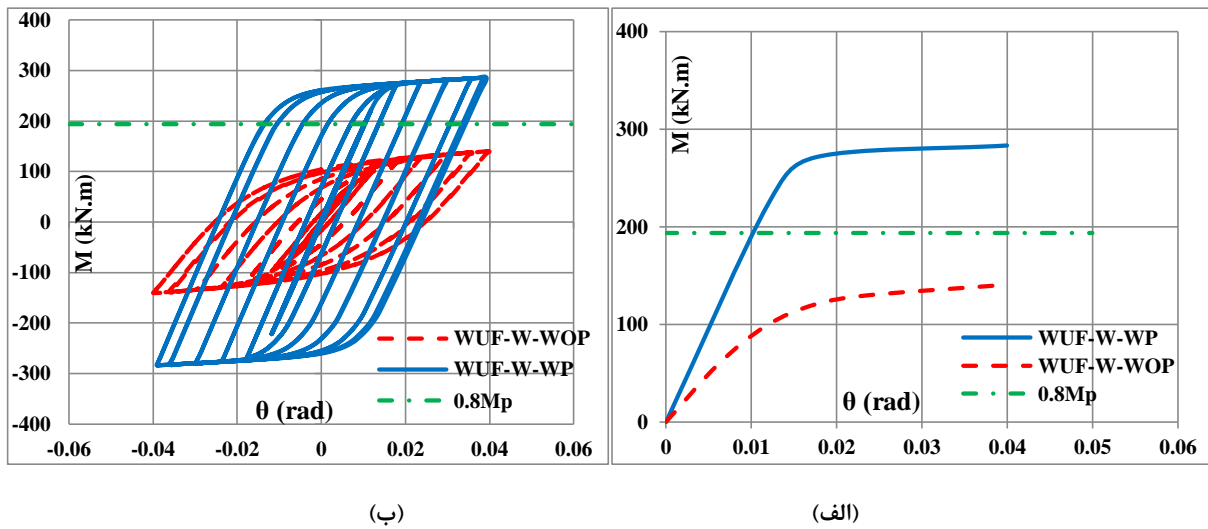 400
300
200
100
0
-100
-200
-300
-400
M (kN.m)
WUF-W-WOP
WUF-W-WP
0.8Mp
θ (rad)
-0.06 -0.04 -0.02 0 0.02 0.04 0.06
(ب)
400
300
200
100
0
M (kN.m)
WUF-W-WP
WUF-W-WOP
0.8Mp
θ (rad)
0 0.01 0.02 0.03 0.04 0.05 0.06
(الف)